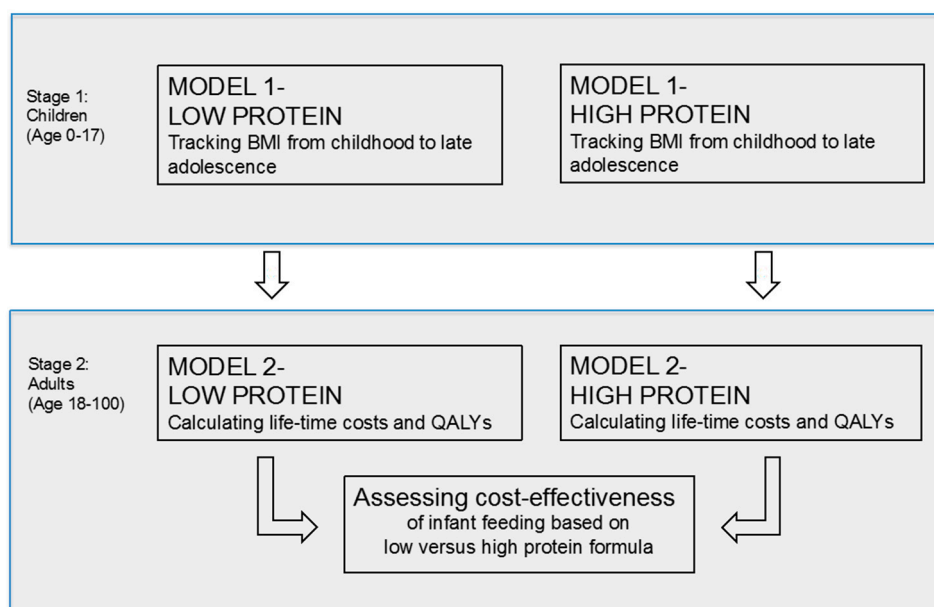 Stage 1:
Children
(Age 0-17)
MODEL 1-
LOW PROTEIN
Tracking BMI from childhood to late
adolescence
MODEL 1-
HIGH PROTEIN
Tracking BMI from childhood to late
adolescence
Stage 2:
Adults
(Age 18-100)
MODEL 2-
LOW PROTEIN
Calculating life-time costs and QALYs
MODEL 2-
HIGH PROTEIN
Calculating life-time costs and QALYs
Assessing cost-effectiveness
of infant feeding based on
low versus high protein formula